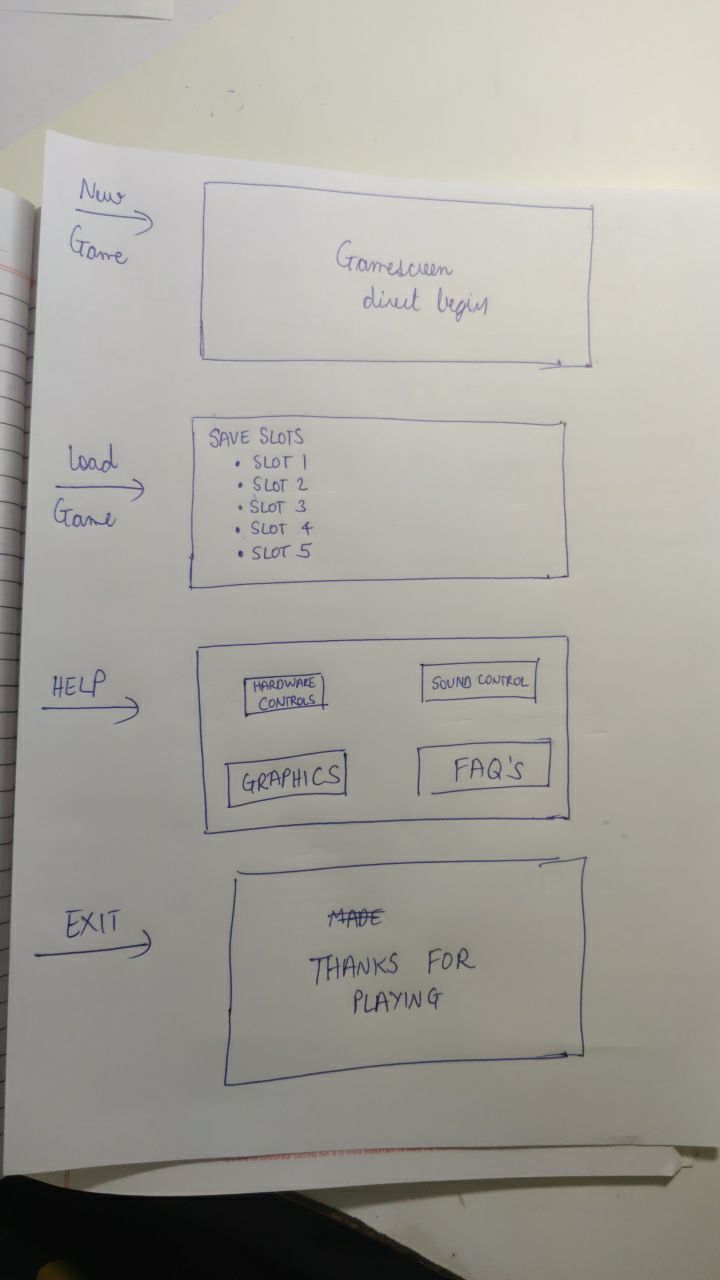 New
Game
Gamescreen
direct begins
Load
Game
SAVE SLOTS
• SLOT 1
• SLOT 2
• SLOT 3
• SLOT 4
• SLOT 5
HELP
HARDWARE
CONTROLS
SOUND CONTROL
GRAPHICS
FAQ'S
EXIT
MADE
THANKS FOR
PLAYING